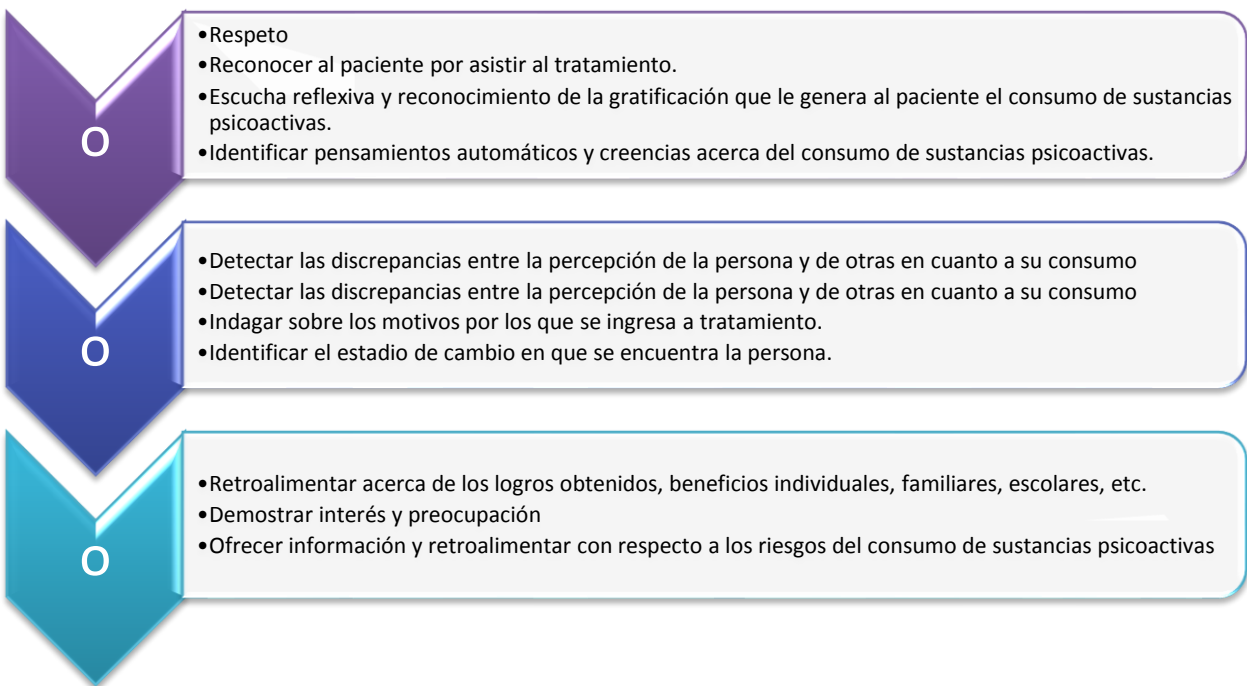 O
•Respeto
•Reconocer al paciente por asistir al tratamiento.
•Escucha reflexiva y reconocimiento de la gratificación que le genera al paciente el consumo de sustancias
psicoactivas.
•Identificar pensamientos automáticos y creencias acerca del consumo de sustancias psicoactivas.
O
•Detectar las discrepancias entre la percepción de la persona y de otras en cuanto a su consumo
•Detectar las discrepancias entre la percepción de la persona y de otras en cuanto a su consumo
•Indagar sobre los motivos por los que se ingresa a tratamiento.
•Identificar el estadio de cambio en que se encuentra la persona.
O
•Retroalimentar acerca de los logros obtenidos, beneficios individuales, familiares, escolares, etc.
•Demostrar interés y preocupación
•Ofrecer información y retroalimentar con respecto a los riesgos del consumo de sustancias psicoactivas